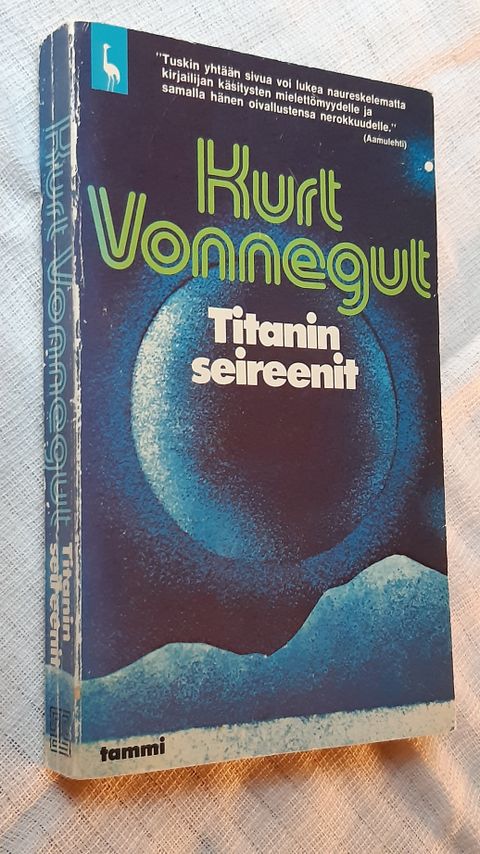 "Tuskin yhtään sivua voi lukea naureskelematta
kirjailijan käsitysten mielettömyydelle ja
samalla hänen oivallustensa nerokkuudelle."
(Aamulehti)
Kurt
Vonnegut
Titanin
seireenit
tammi
Kurt Vonnegut
Titanin
seireenit